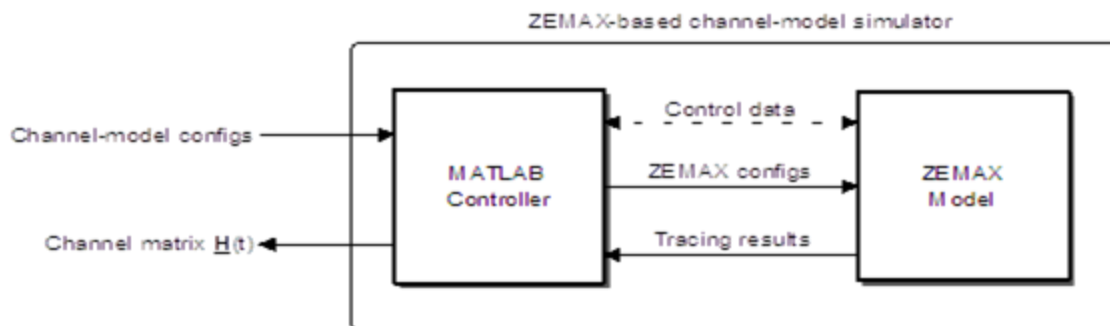 ZEMAX-based channel-model simulator
Channel-model configs
Control data
MATLAB
Controller
ZEMAX configs
ZEMAX
Model
Channel matrix H(t)
Tracing results